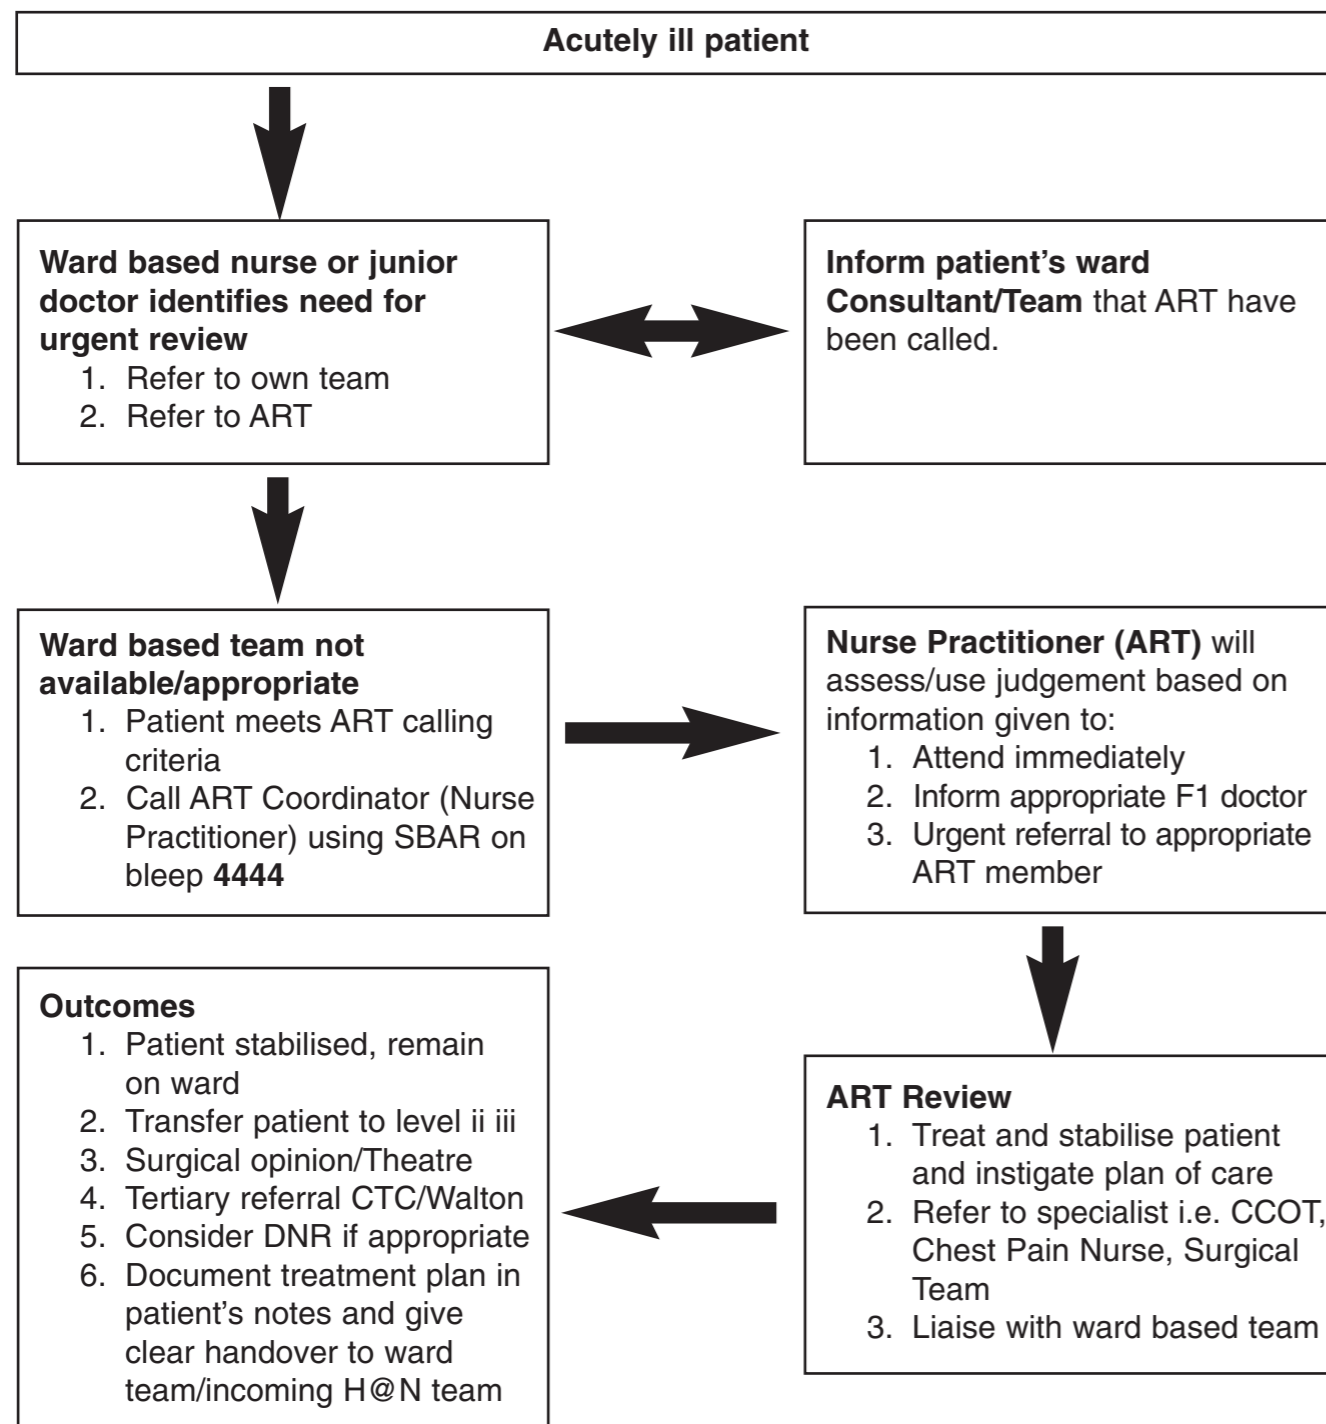 Acutely ill patient
Ward based nurse or junior
doctor identifies need for
urgent review
1. Refer to own team
2. Refer to ART
Inform patient's ward
Consultant/Team that ART have
been called.
Ward based team not
available/appropriate
1. Patient meets ART calling
criteria
2. Call ART Coordinator (Nurse
Practitioner) using SBAR on
bleep 4444
Nurse Practitioner (ART) will
assess/use judgement based on
information given to:
1. Attend immediately
2. Inform appropriate F1 doctor
3. Urgent referral to appropriate
ART member
ART Review
1. Treat and stabilise patient
and instigate plan of care
2. Refer to specialist i.e. CCOT,
Chest Pain Nurse, Surgical
Team
3. Liaise with ward based team
Outcomes
1. Patient stabilised, remain
on ward
2. Transfer patient to level ii iii
3. Surgical opinion/Theatre
4. Tertiary referral CTC/Walton
5. Consider DNR if appropriate
6. Document treatment plan in
patient's notes and give
clear handover to ward
team/incoming H@N team